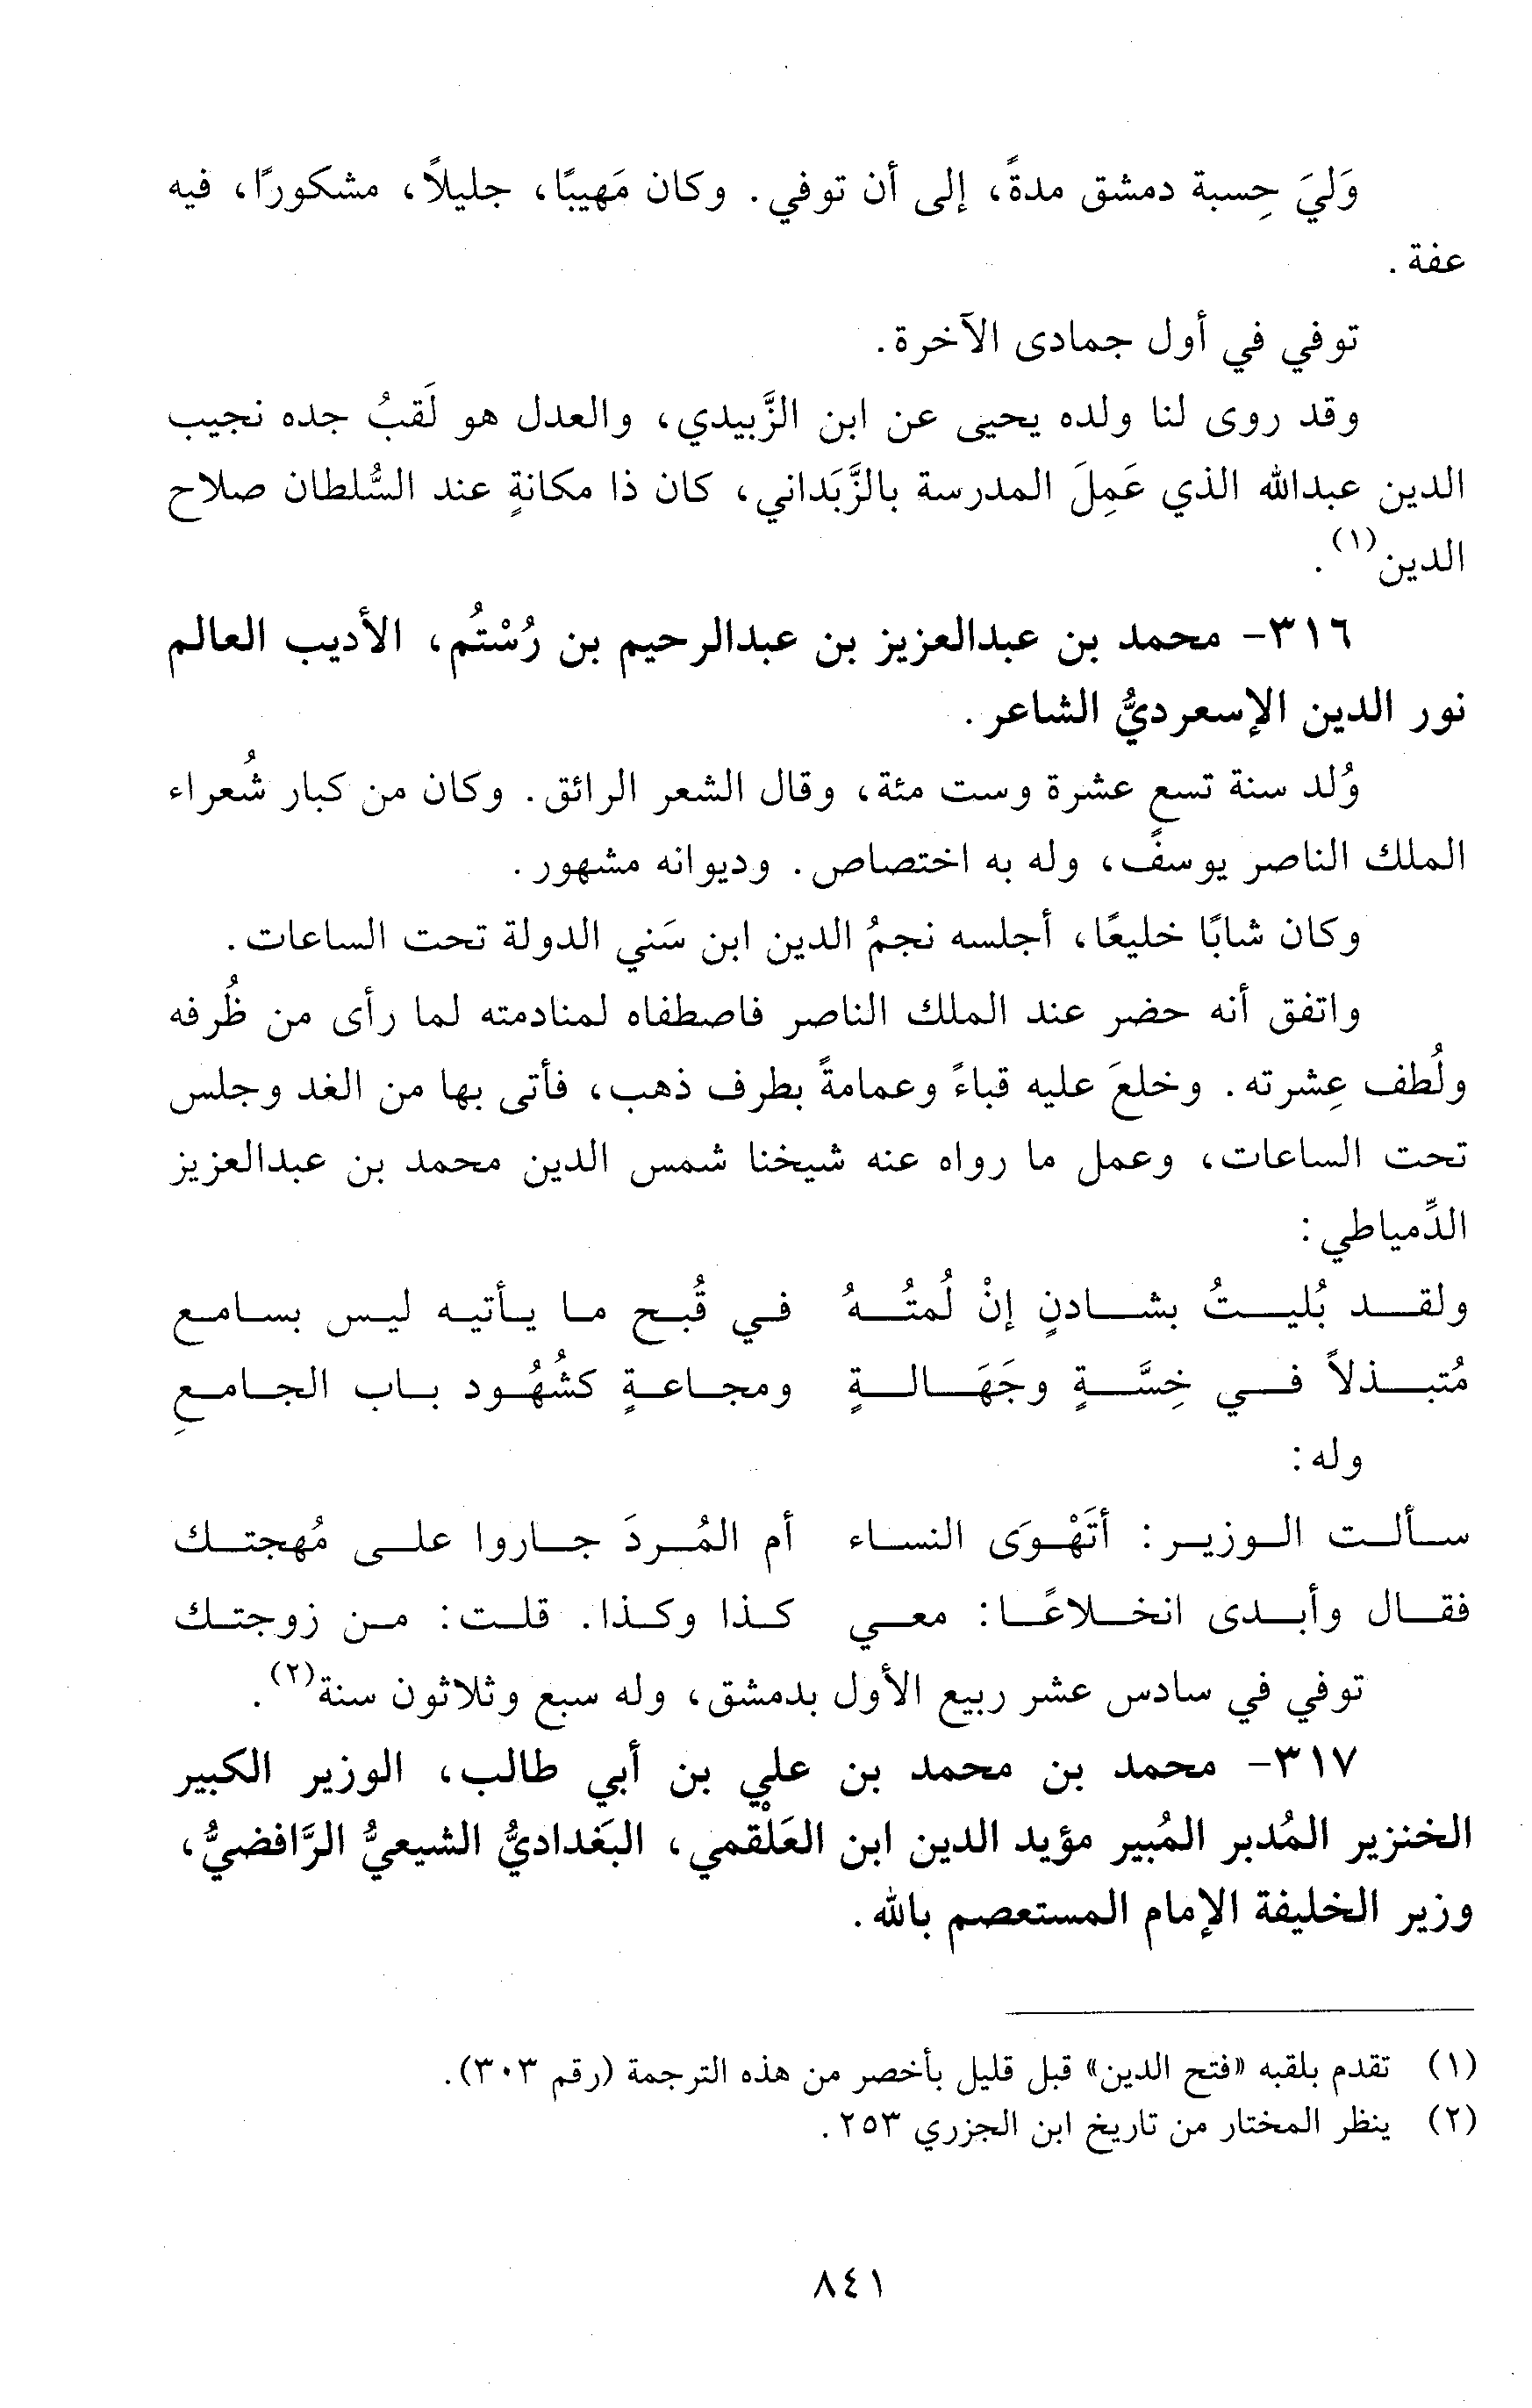 وَليَ حِسبة دمشق مدةً، إلى أن توفي. وكان مَهيبًا، جليلاً، مشكورًا، فيه
عفة.
توفي في أول جمادى الآخرة.
وقد روى لنا ولده يحيى عن ابن الزَّبيدي، والعدل هو لَقبُ جده نجيب
الدين عبدالله الذي عَمِلَ المدرسة بالزَّبَداني، كان ذا مكانةٍ عند السُّلطان صلاح
الدين(١).
٣١٦- محمد بن عبدالعزيز بن عبدالرحيم بن رُسْتُم، الأديب العالم
نور الدين الإسعرديُّ الشاعر.
وُلد سنة تسع عشرة وست مئة، وقال الشعر الرائق. وكان من كبار شُعراء
الملك الناصر يوسف، وله به اختصاصٌ. وديوانه مشهور.
وكان شابًا خليعًا، أجلسه نجمُ الدين ابن سَني الدولة تحت الساعات.
واتفق أنه حضر عند الملك الناصر فاصطفاه لمنادمته لما رأى من ظُرفه
ولُطف عِشرته. وخلعَ عليه قباءً وعمامةً بطرف ذهب، فأتى بها من الغد وجلس
تحت الساعات، وعمل ما رواه عنه شيخنا شمس الدين محمد بن عبدالعزيز
الدِّمياطي:
ولقد بُليتُ بشادنٍ إنْ لُمتُهُ في قُبح ما يأتيه ليس بسامع
مُتبذلاً في خِسَّةٍ وجَهَالةٍ ومجاعةٍ كشُهُود باب الجامعِ
وله:
سألت الوزير: أتَهْوَى النساء أم المُردَ جاروا على مُهجتك
فقال وأبدى انخلاعًا: معي كذا وكذا. قلت: من زوجتك
توفي في سادس عشر ربيع الأول بدمشق، وله سبع وثلاثون سنة(٢).
٣١٧- محمد بن محمد بن علي بن أبي طالب، الوزير الكبير
الخنزير المُدبر المُبير مؤيد الدين ابن العَلْقمي، البَغداديُّ الشيعيُّ الرَّافضيُّ،
وزير الخليفة الإمام المستعصم بالله.
(١) تقدم بلقبه «فتح الدين» قبل قليل بأخصر من هذه الترجمة (رقم ٣٠٣).
(٢) ينظر المختار من تاريخ ابن الجزري ٢٥٣.
٨٤١